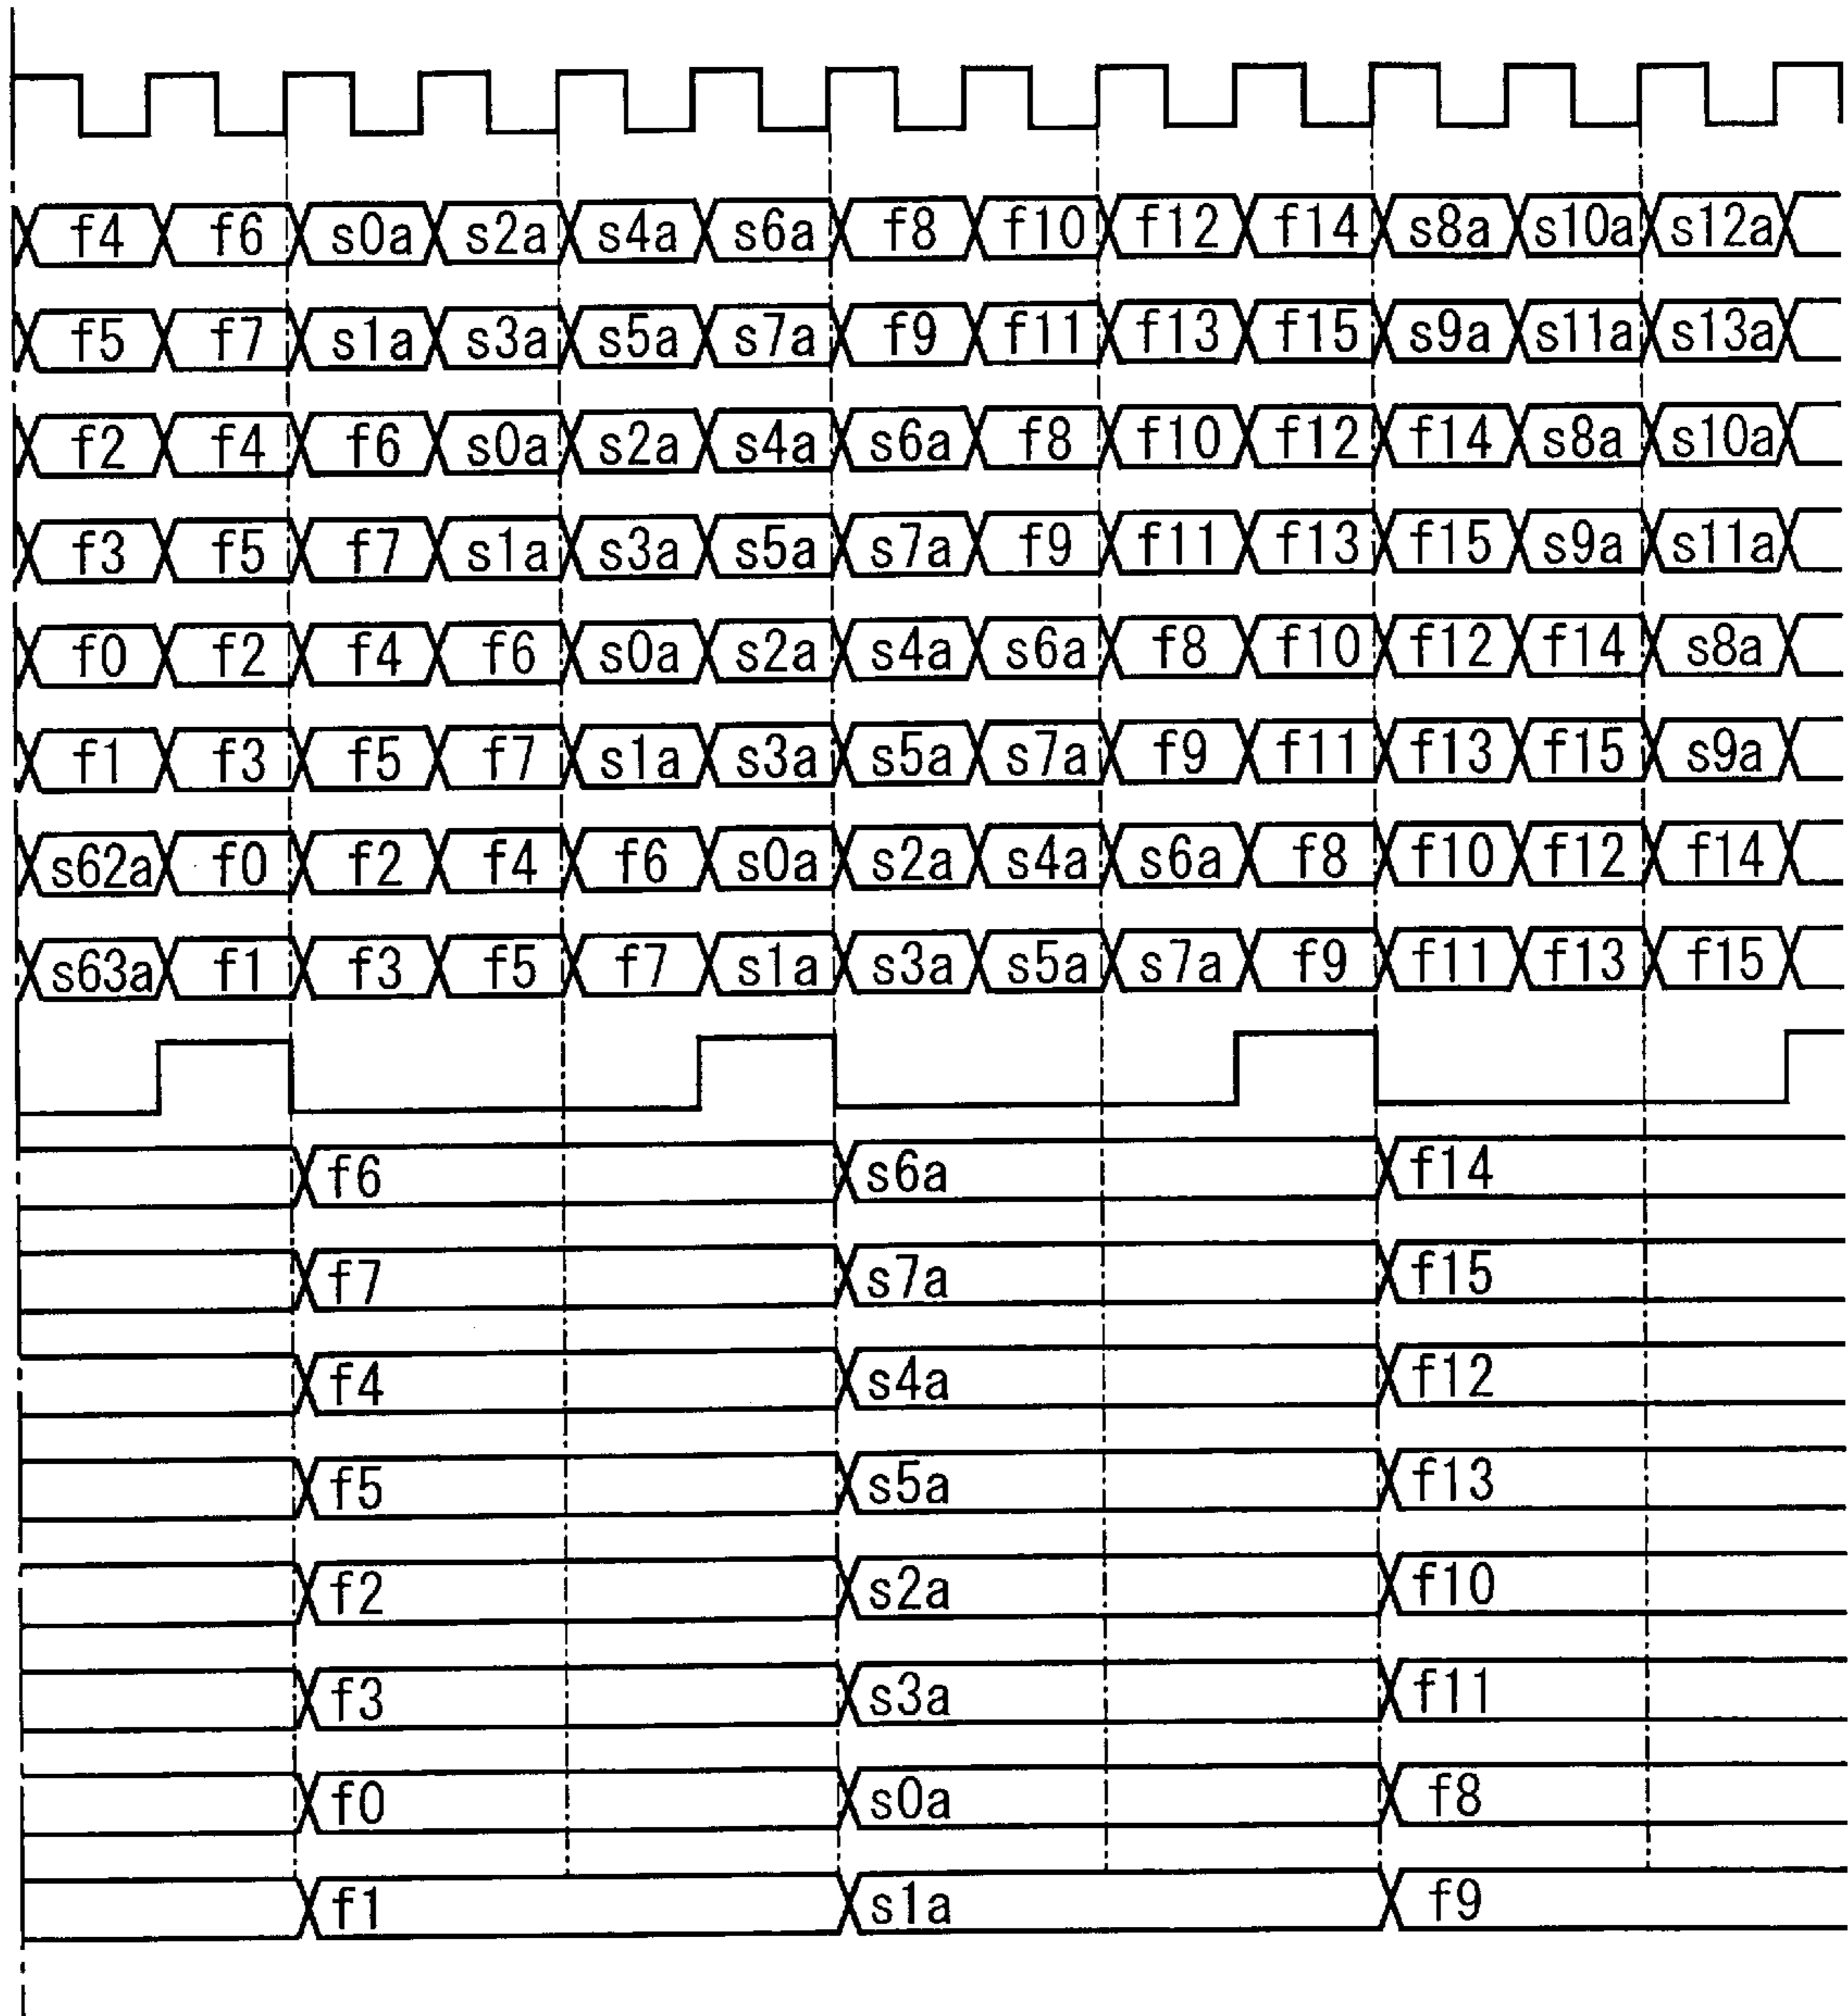 f4 f6 s0a s2a s4a s6a f8 f10 f12 f14 s8a s10a s12a
f5 f7 s1a s3a s5a s7a f9 f11 f13 f15 s9a s11a s13a
f2 f4 f6 s0a s2a s4a s6a f8 f10 f12 f14 s8a s10a
f3 f5 f7 s1a s3a s5a s7a f9 f11 f13 f15 s9a s11a
f0 f2 f4 f6 s0a s2a s4a s6a f8 f10 f12 f14 s8a
f1 f3 f5 f7 s1a s3a s5a s7a f9 f11 f13 f15 s9a
s62a f0 f2 f4 f6 s0a s2a s4a s6a f8 f10 f12 f14
s63a f1 f3 f5 f7 s1a s3a s5a s7a f9 f11 f13 f15
f6 s6a f14
f7 s7a f15
f4 s4a f12
f5 s5a f13
f2 s2a f10
f3 s3a f11
f0 s0a f8
f1 s1a f9